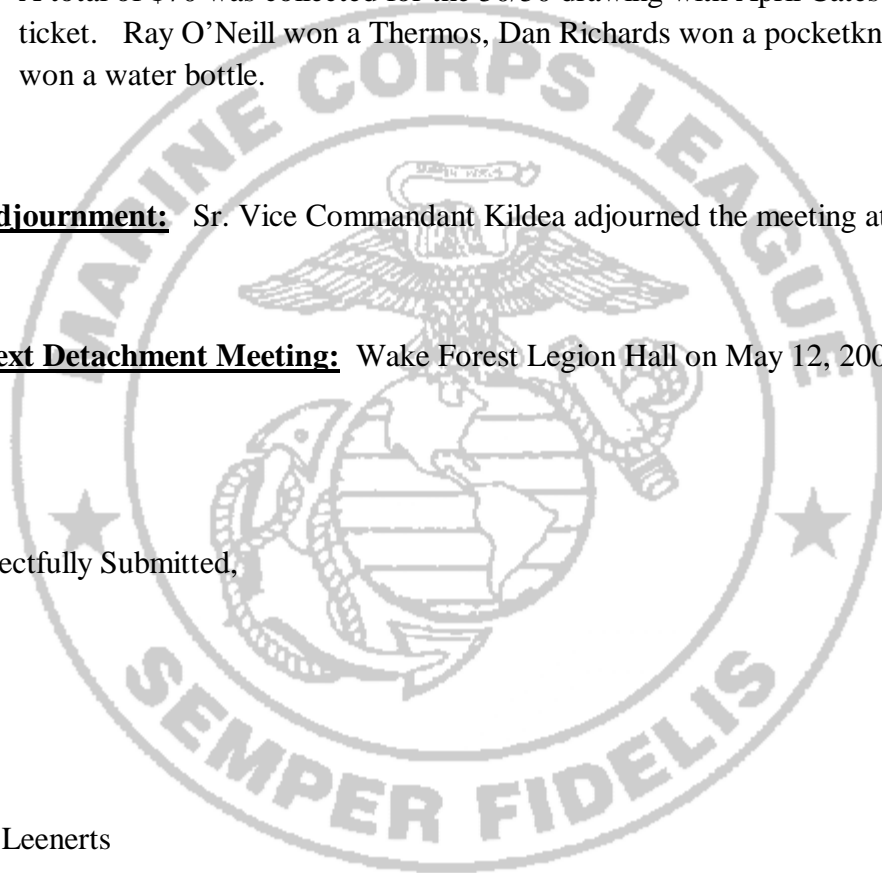 ticket. Ray O’Neill won a Thermos, Dan Richards won a pocketkn
won a water bottle.
MARINE CORPS LEAGUE
djournment: Sr. Vice Commandant Kildea adjourned the meeting at
ext Detachment Meeting: Wake Forest Legion Hall on May 12, 200
ectfully Submitted,
SEMPER FIDELIS
Leenerts